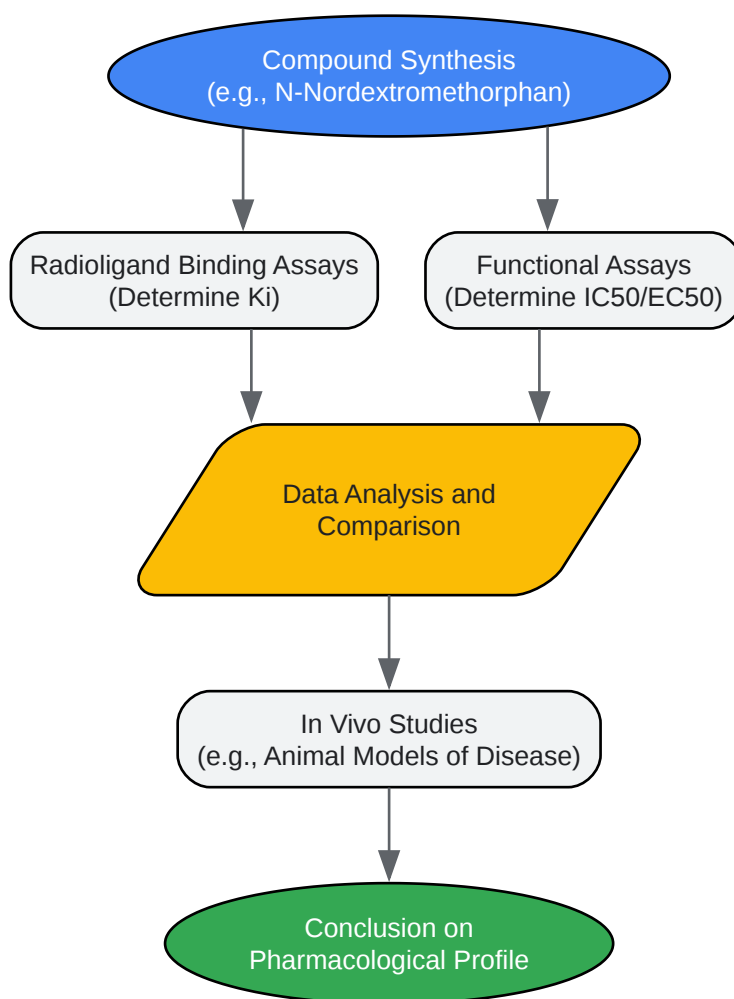 Compound Synthesis
(e.g., N-Nordextromethorphan)
Radioligand Binding Assays
(Determine Ki)
Functional Assays
(Determine IC50/EC50)
Data Analysis and
Comparison
In Vivo Studies
(e.g., Animal Models of Disease)
Conclusion on
Pharmacological Profile